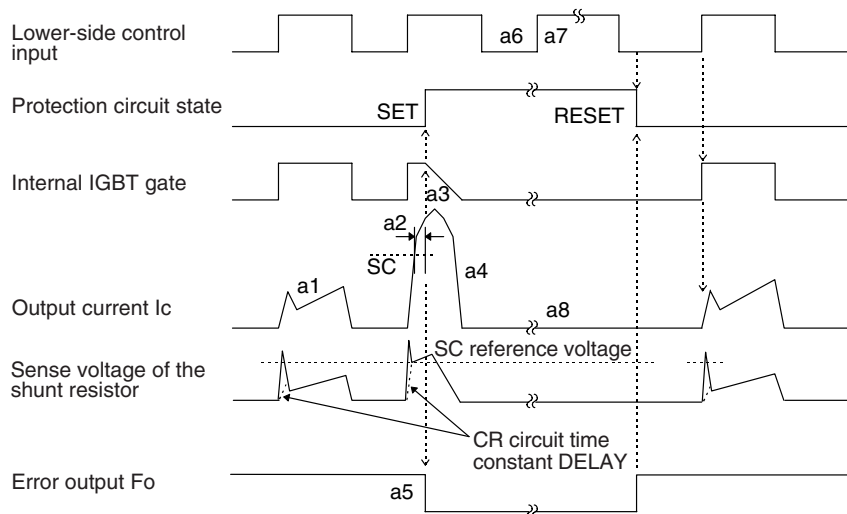 Lower-side control
input
a6
a7
Protection circuit state
SET
RESET
Internal IGBT gate
a3
a2
SC
a4
a1
Output current Ic
a8
SC reference voltage
Sense voltage of the
shunt resistor
CR circuit time
constant DELAY
Error output Fo
a5